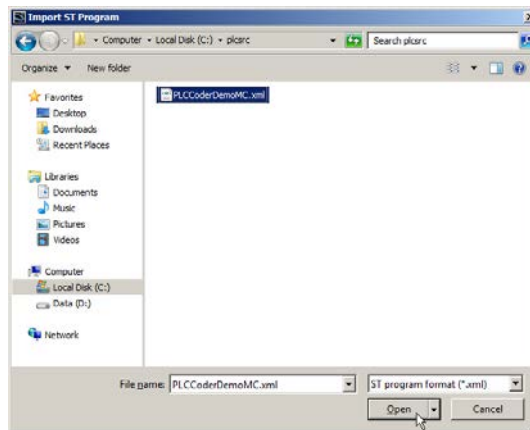 Import ST Program
Computer
Local Disk (C:)
plcsrc
Search plcsrc
Organize
New folder
Favorites
Desktop
Downloads
Recent Places
Libraries
Documents
Music
Pictures
Videos
Computer
Local Disk (C:)
Data (D:)
Network
PLCCoderDemoMC.xml
File name: PLCCoderDemoMC.xml
ST program format (*.xml)
Open
Cancel